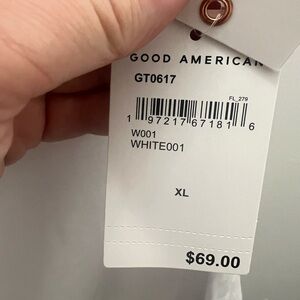 GOOD AMERICAN
GT0617
FL_279
1 97217 67181 6
W001
WHITE001
XL
$69.00